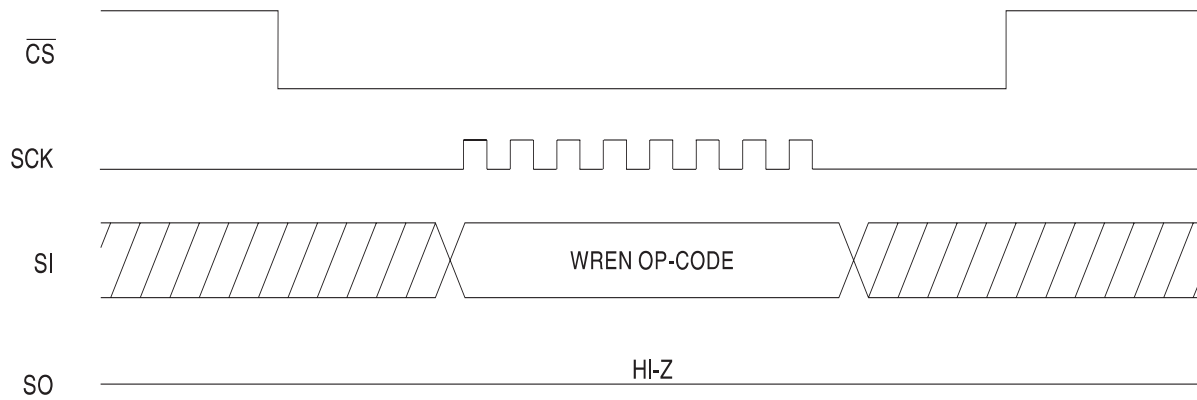 CS
SCK
SI
WREN OP-CODE
SO
HI-Z